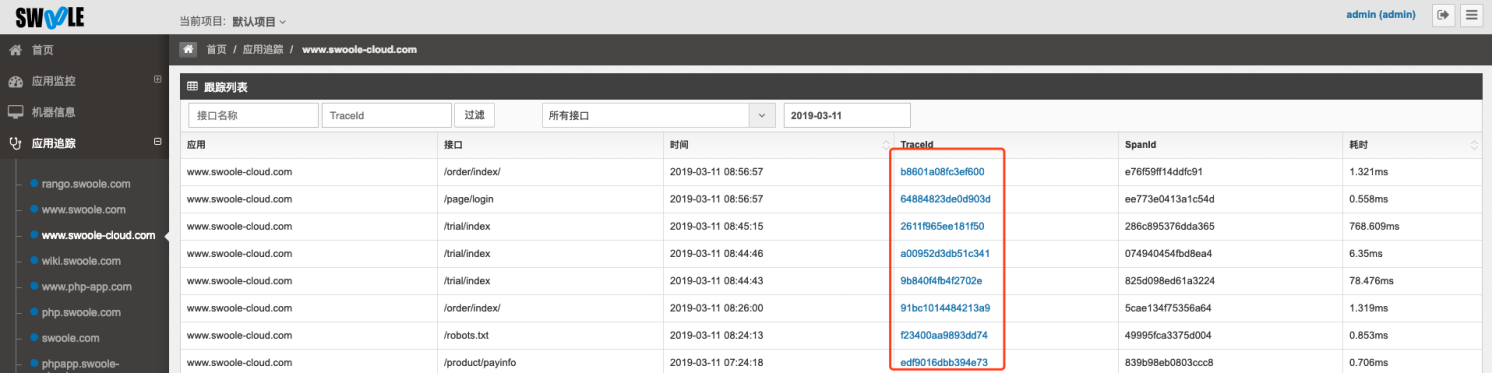 SWOOLE
当前项目: 默认项目
admin (admin)
首页
首页 / 应用追踪 / www.swoole-cloud.com
应用监控
机器信息
应用追踪
rango.swoole.com
www.swoole.com
www.swoole-cloud.com
wiki.swoole.com
www.php-app.com
php.swoole.com
swoole.com
phpapp.swoole-
跟踪列表
接口名称 TraceId 过滤 所有接口 2019-03-11
应用 接口 时间 TraceId SpanId 耗时
www.swoole-cloud.com /order/index/ 2019-03-11 08:56:57 b8601a08fc3ef600 e76f59ff14ddfc91 1.321ms
www.swoole-cloud.com /page/login 2019-03-11 08:56:57 64884823de0d903d ee773e0413a1c54d 0.558ms
www.swoole-cloud.com /trial/index 2019-03-11 08:45:15 2611f965ee181f50 286c895376dda365 768.609ms
www.swoole-cloud.com /trial/index 2019-03-11 08:44:46 a00952d3db51c341 074940454fbd8ea4 6.35ms
www.swoole-cloud.com /trial/index 2019-03-11 08:44:43 9b840f4fb4f2702e 825d098ed61a3224 78.476ms
www.swoole-cloud.com /order/index/ 2019-03-11 08:26:00 91bc1014484213a9 5cae134f75356a64 1.319ms
www.swoole-cloud.com /robots.txt 2019-03-11 08:24:13 f23400aa9893dd74 49995fca3375d004 0.853ms
www.swoole-cloud.com /product/payinfo 2019-03-11 07:24:18 edf9016dbb394e73 839b98eb0803ccc8 0.706ms